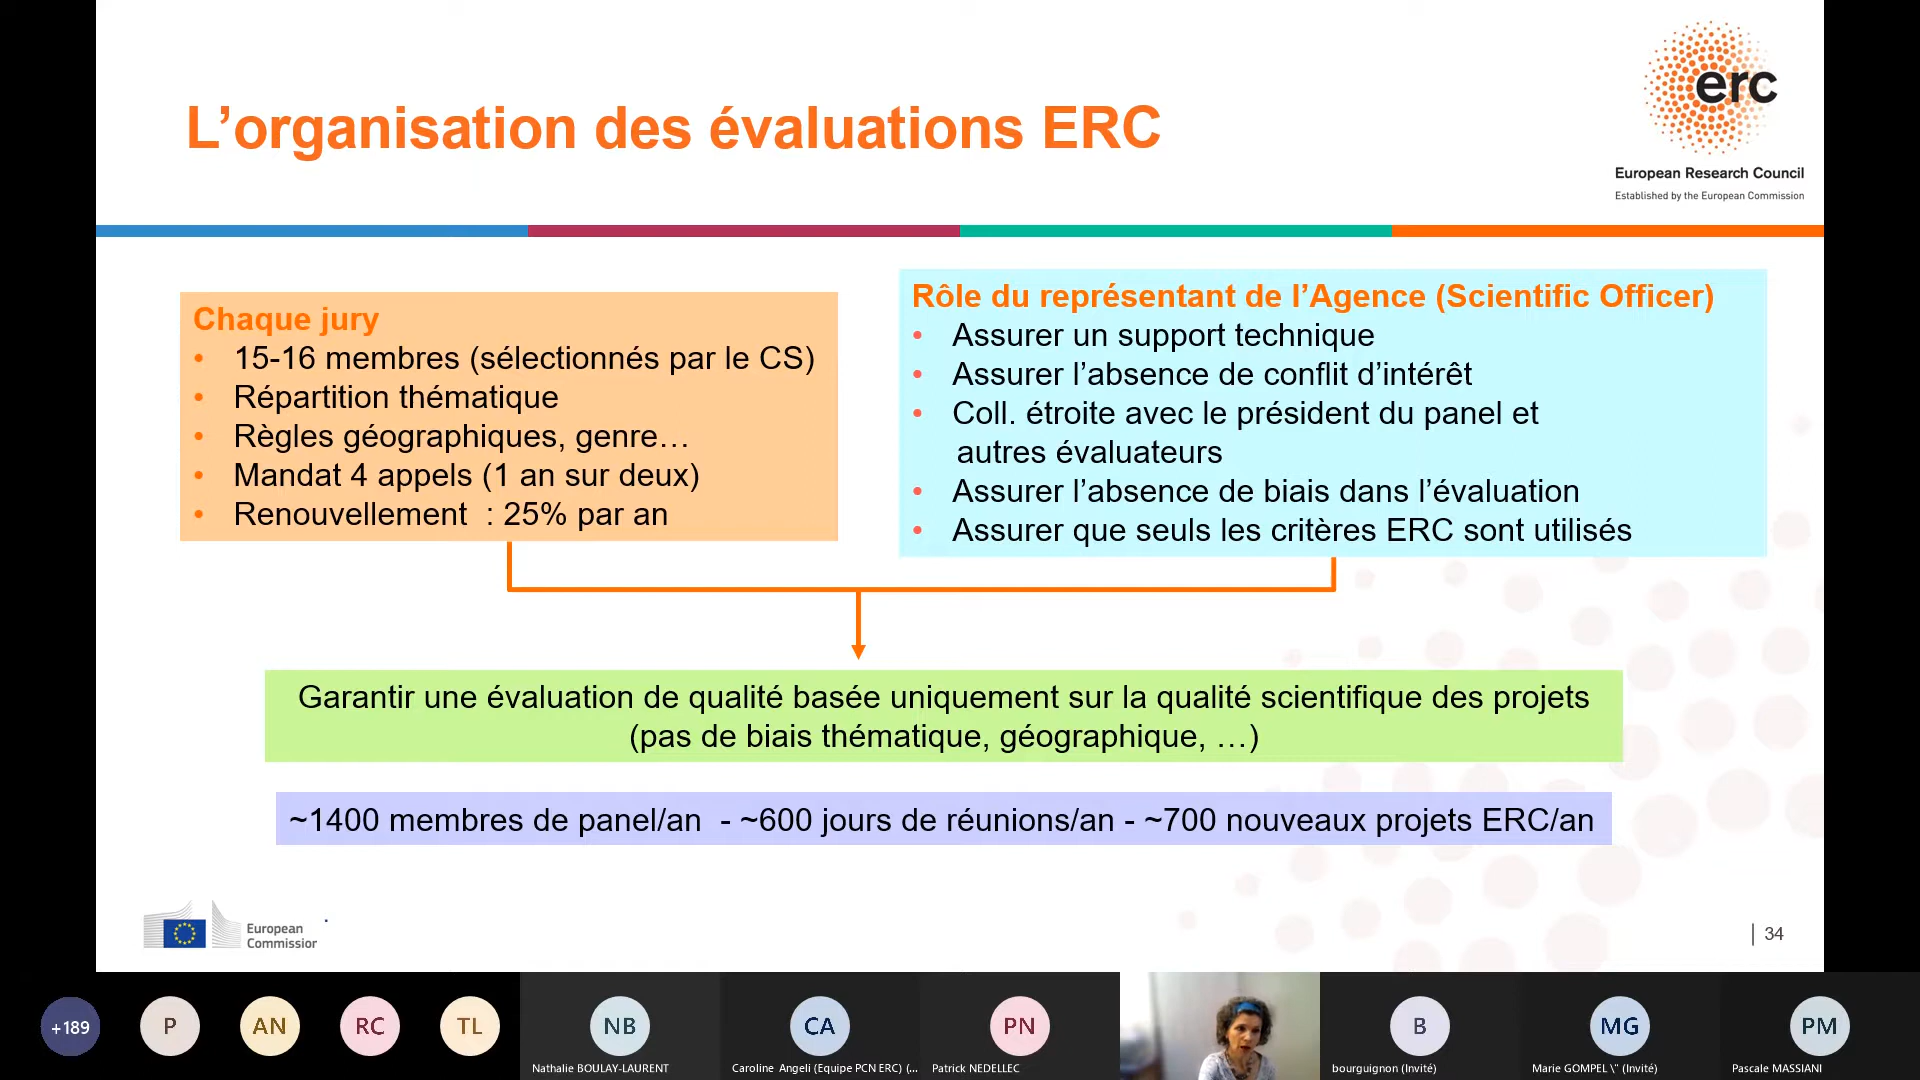 L’organisation des évaluations ERC
erc
European Research Council
Established by the European Commission
Chaque jury
• 15-16 membres (sélectionnés par le CS)
• Répartition thématique
• Règles géographiques, genre…
• Mandat 4 appels (1 an sur deux)
• Renouvellement : 25% par an
Rôle du représentant de l’Agence (Scientific Officer)
• Assurer un support technique
• Assurer l’absence de conflit d’intérêt
• Coll. étroite avec le président du panel et
autres évaluateurs
• Assurer l’absence de biais dans l’évaluation
• Assurer que seuls les critères ERC sont utilisés
Garantir une évaluation de qualité basée uniquement sur la qualité scientifique des projets
(pas de biais thématique, géographique, …)
~1400 membres de panel/an - ~600 jours de réunions/an - ~700 nouveaux projets ERC/an
European
Commission
| 34
+189
P
AN
RC
TL
NB
CA
PN
B
MG
PM
Nathalie BOULAY-LAURENT
Caroline Angeli (Equipe PCN ERC) (...
Patrick NEDELLEC
bourguignon (Invité)
Marie GOMPEL \" (Invité)
Pascale MASSIANI